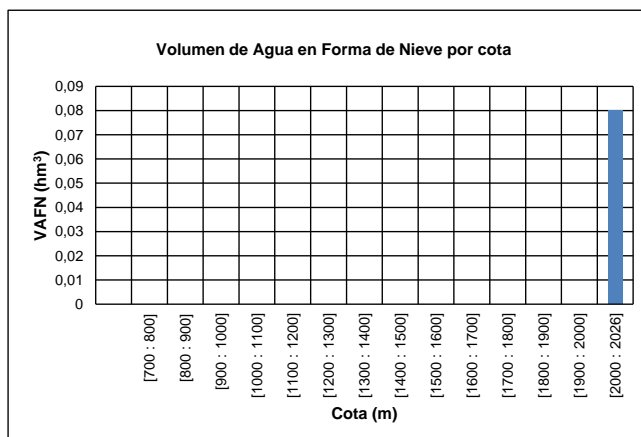 Volumen de Agua en Forma de Nieve por cota
VAFN (hm³)
0,09
0,08
0,07
0,06
0,05
0,04
0,03
0,02
0,01
0
[700 : 800]
[800 : 900]
[900 : 1000]
[1000 : 1100]
[1100 : 1200]
[1200 : 1300]
[1300 : 1400]
[1400 : 1500]
[1500 : 1600]
[1600 : 1700]
[1700 : 1800]
[1800 : 1900]
[1900 : 2000]
[2000 : 2026]
Cota (m)